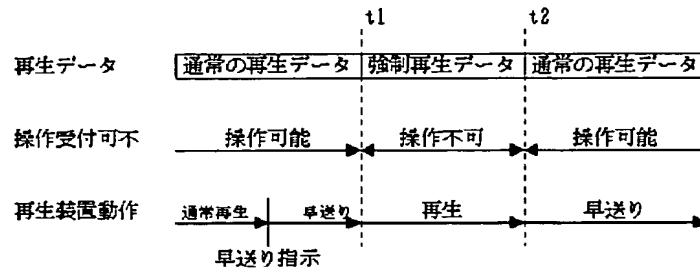 t1 t2
再生データ 通常の再生データ 強制再生データ 通常の再生データ
操作受付可不 操作可能 操作不可 操作可能
再生装置動作 通常再生 早送り 再生 早送り
早送り指示